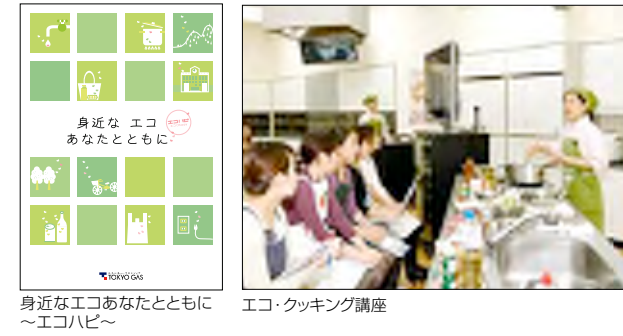 身近な エコ
あなたとともに
TOKYO GAS
身近なエコあなたとともに
～エコハピ～
エコ・クッキング講座